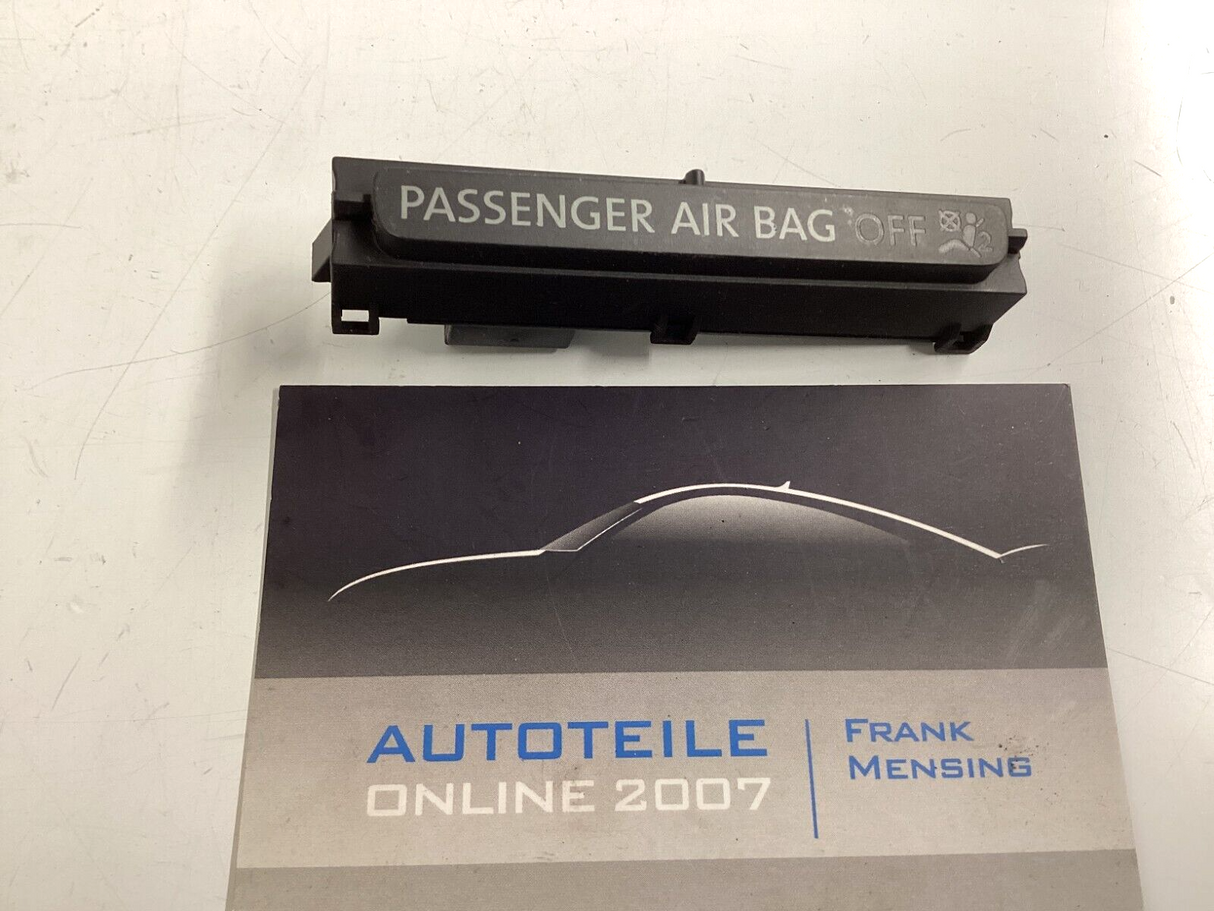 PASSENGER AIR BAG OFF
AUTOTEILE
ONLINE 2007
FRANK
MENSING